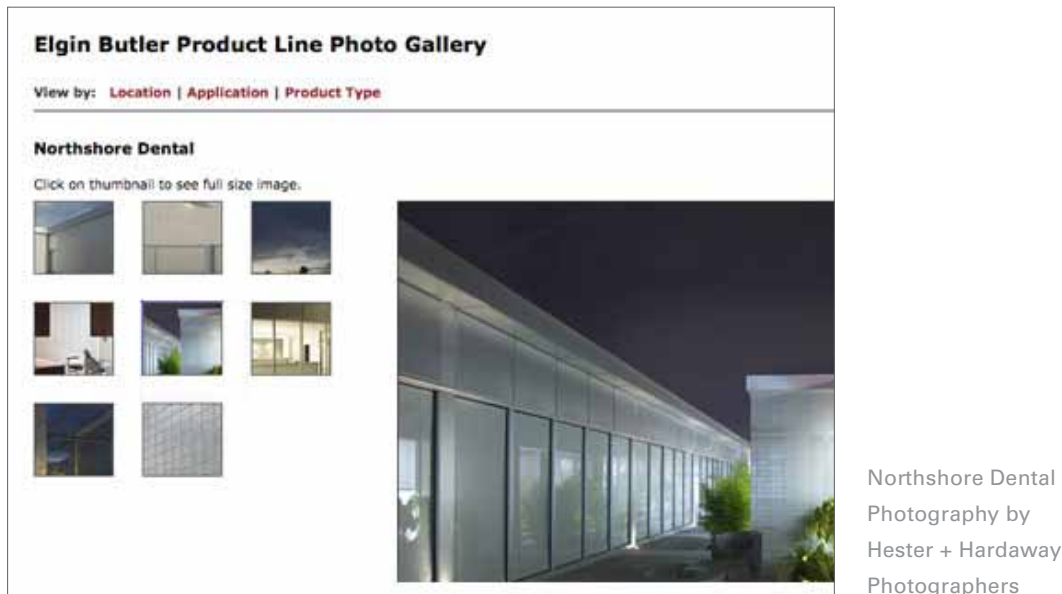 Elgin Butler Product Line Photo Gallery
View by: Location | Application | Product Type
Northshore Dental
Click on thumbnail to see full size image.
Northshore Dental
Photography by
Hester + Hardaway
Photographers